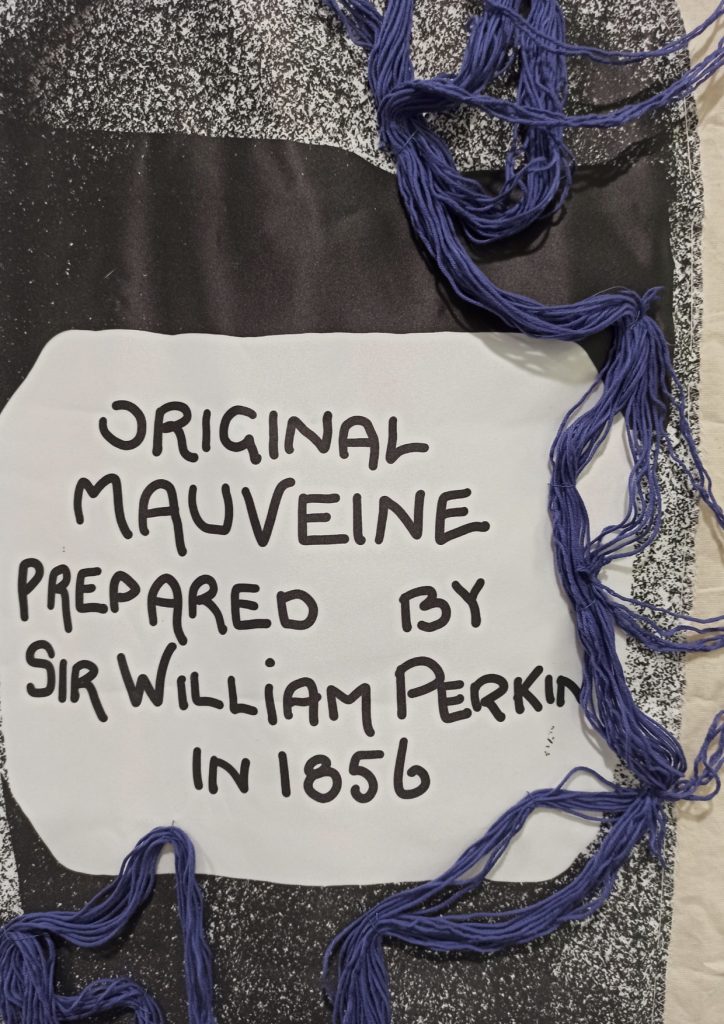 ORIGINAL
MAUVEINE
PREPARED BY
SIR WILLIAM PERKIN
IN 1856